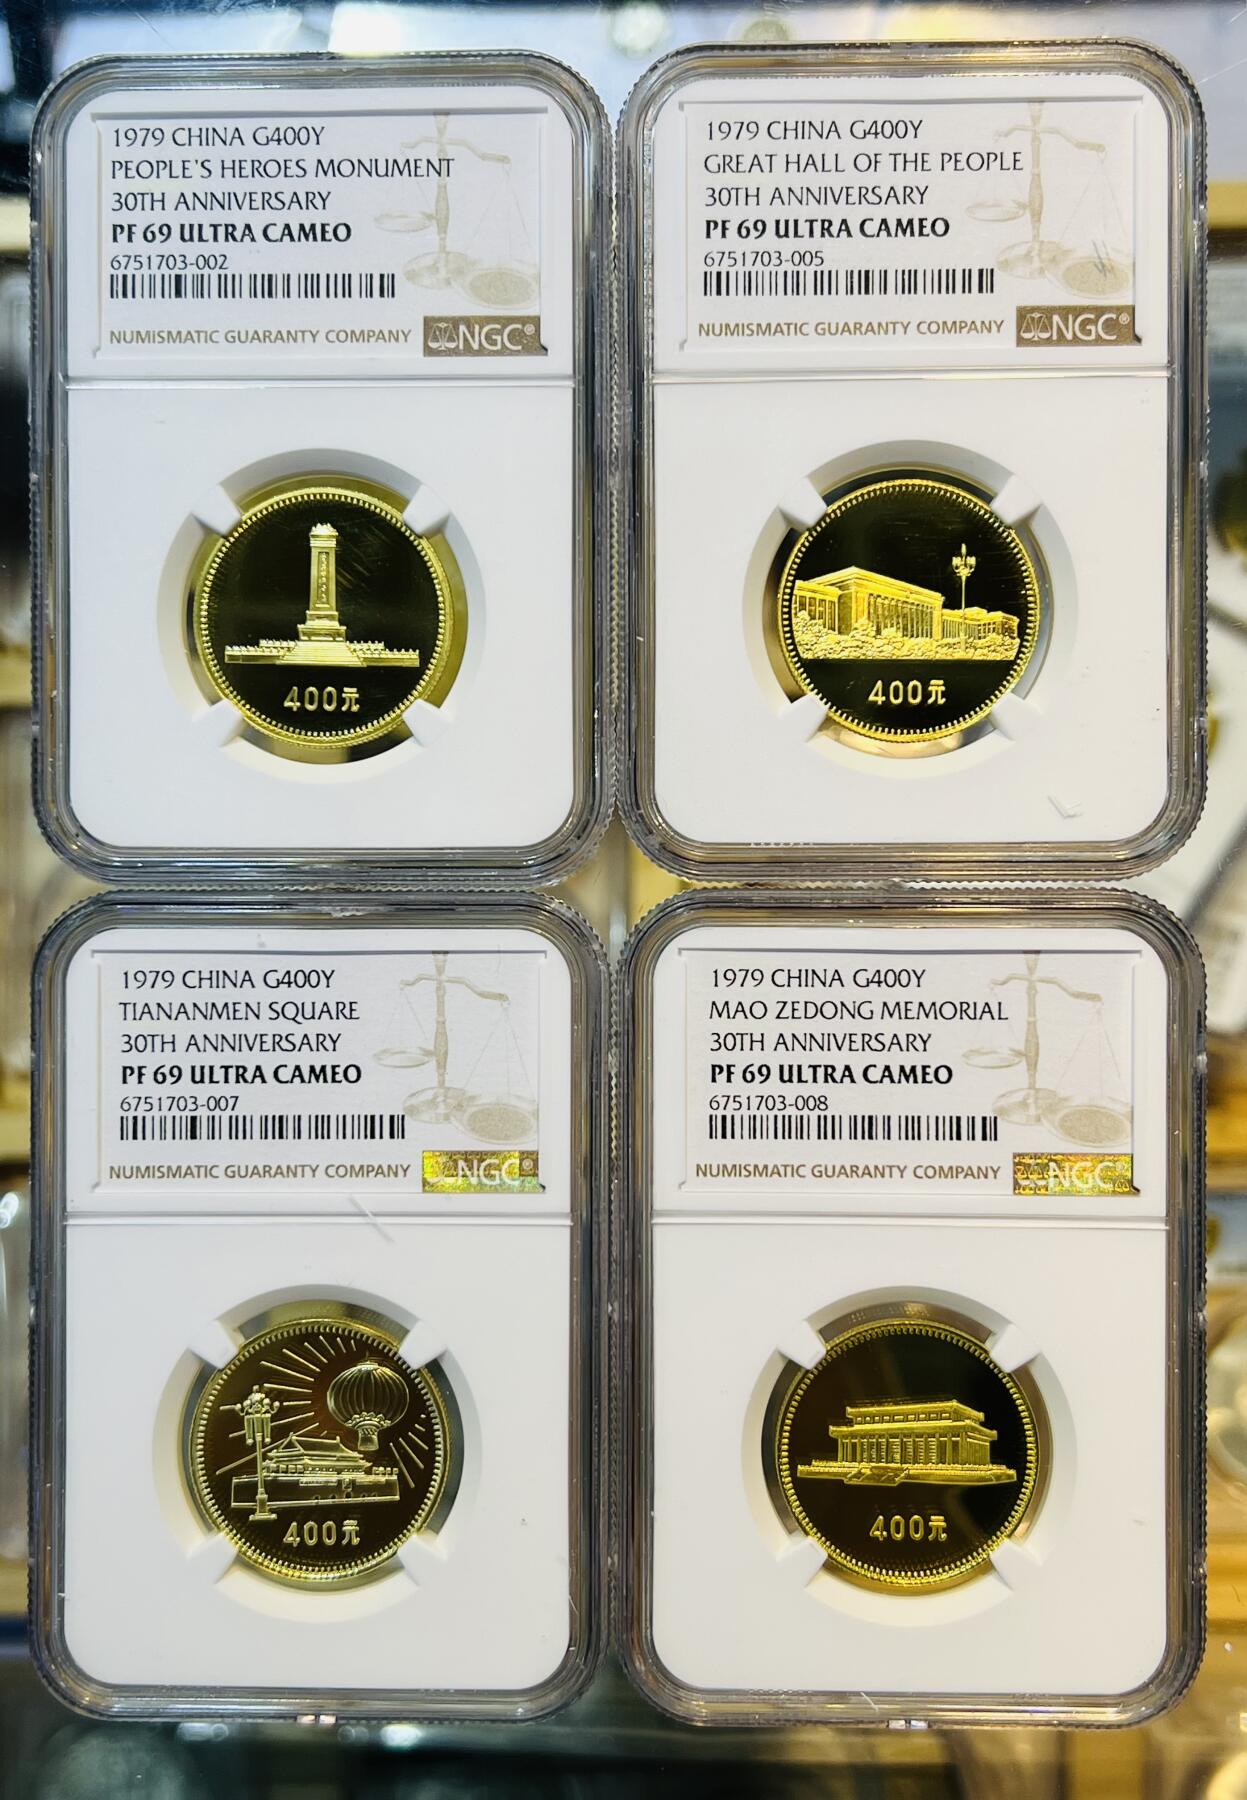 1979 CHINA G400Y
PEOPLE'S HEROES MONUMENT
30TH ANNIVERSARY
PF 69 ULTRA CAMEO
6751703-002
NUMISMATIC GUARANTY COMPANY
NGC®
400元
1979 CHINA G400Y
GREAT HALL OF THE PEOPLE
30TH ANNIVERSARY
PF 69 ULTRA CAMEO
6751703-005
NUMISMATIC GUARANTY COMPANY
NGC®
400元
1979 CHINA G400Y
TIANANMEN SQUARE
30TH ANNIVERSARY
PF 69 ULTRA CAMEO
6751703-007
NUMISMATIC GUARANTY COMPANY
NGC®
400元
1979 CHINA G400Y
MAO ZEDONG MEMORIAL
30TH ANNIVERSARY
PF 69 ULTRA CAMEO
6751703-008
NUMISMATIC GUARANTY COMPANY
NGC®
400元